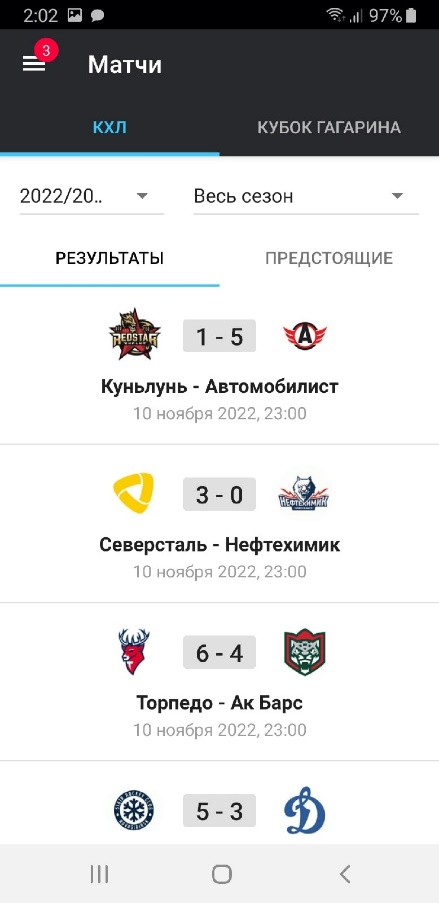 2:02 97%
3
Матчи
КХЛ КУБОК ГАГАРИНА
2022/20.. Весь сезон
РЕЗУЛЬТАТЫ ПРЕДСТОЯЩИЕ
REDSTAR 1 - 5 А
Куньлунь - Автомобилист
10 ноября 2022, 23:00
3 - 0 НЕФТЕХИМИК
Северсталь - Нефтехимик
10 ноября 2022, 23:00
6 - 4
Торпедо - Ак Барс
10 ноября 2022, 23:00
5 - 3 Д